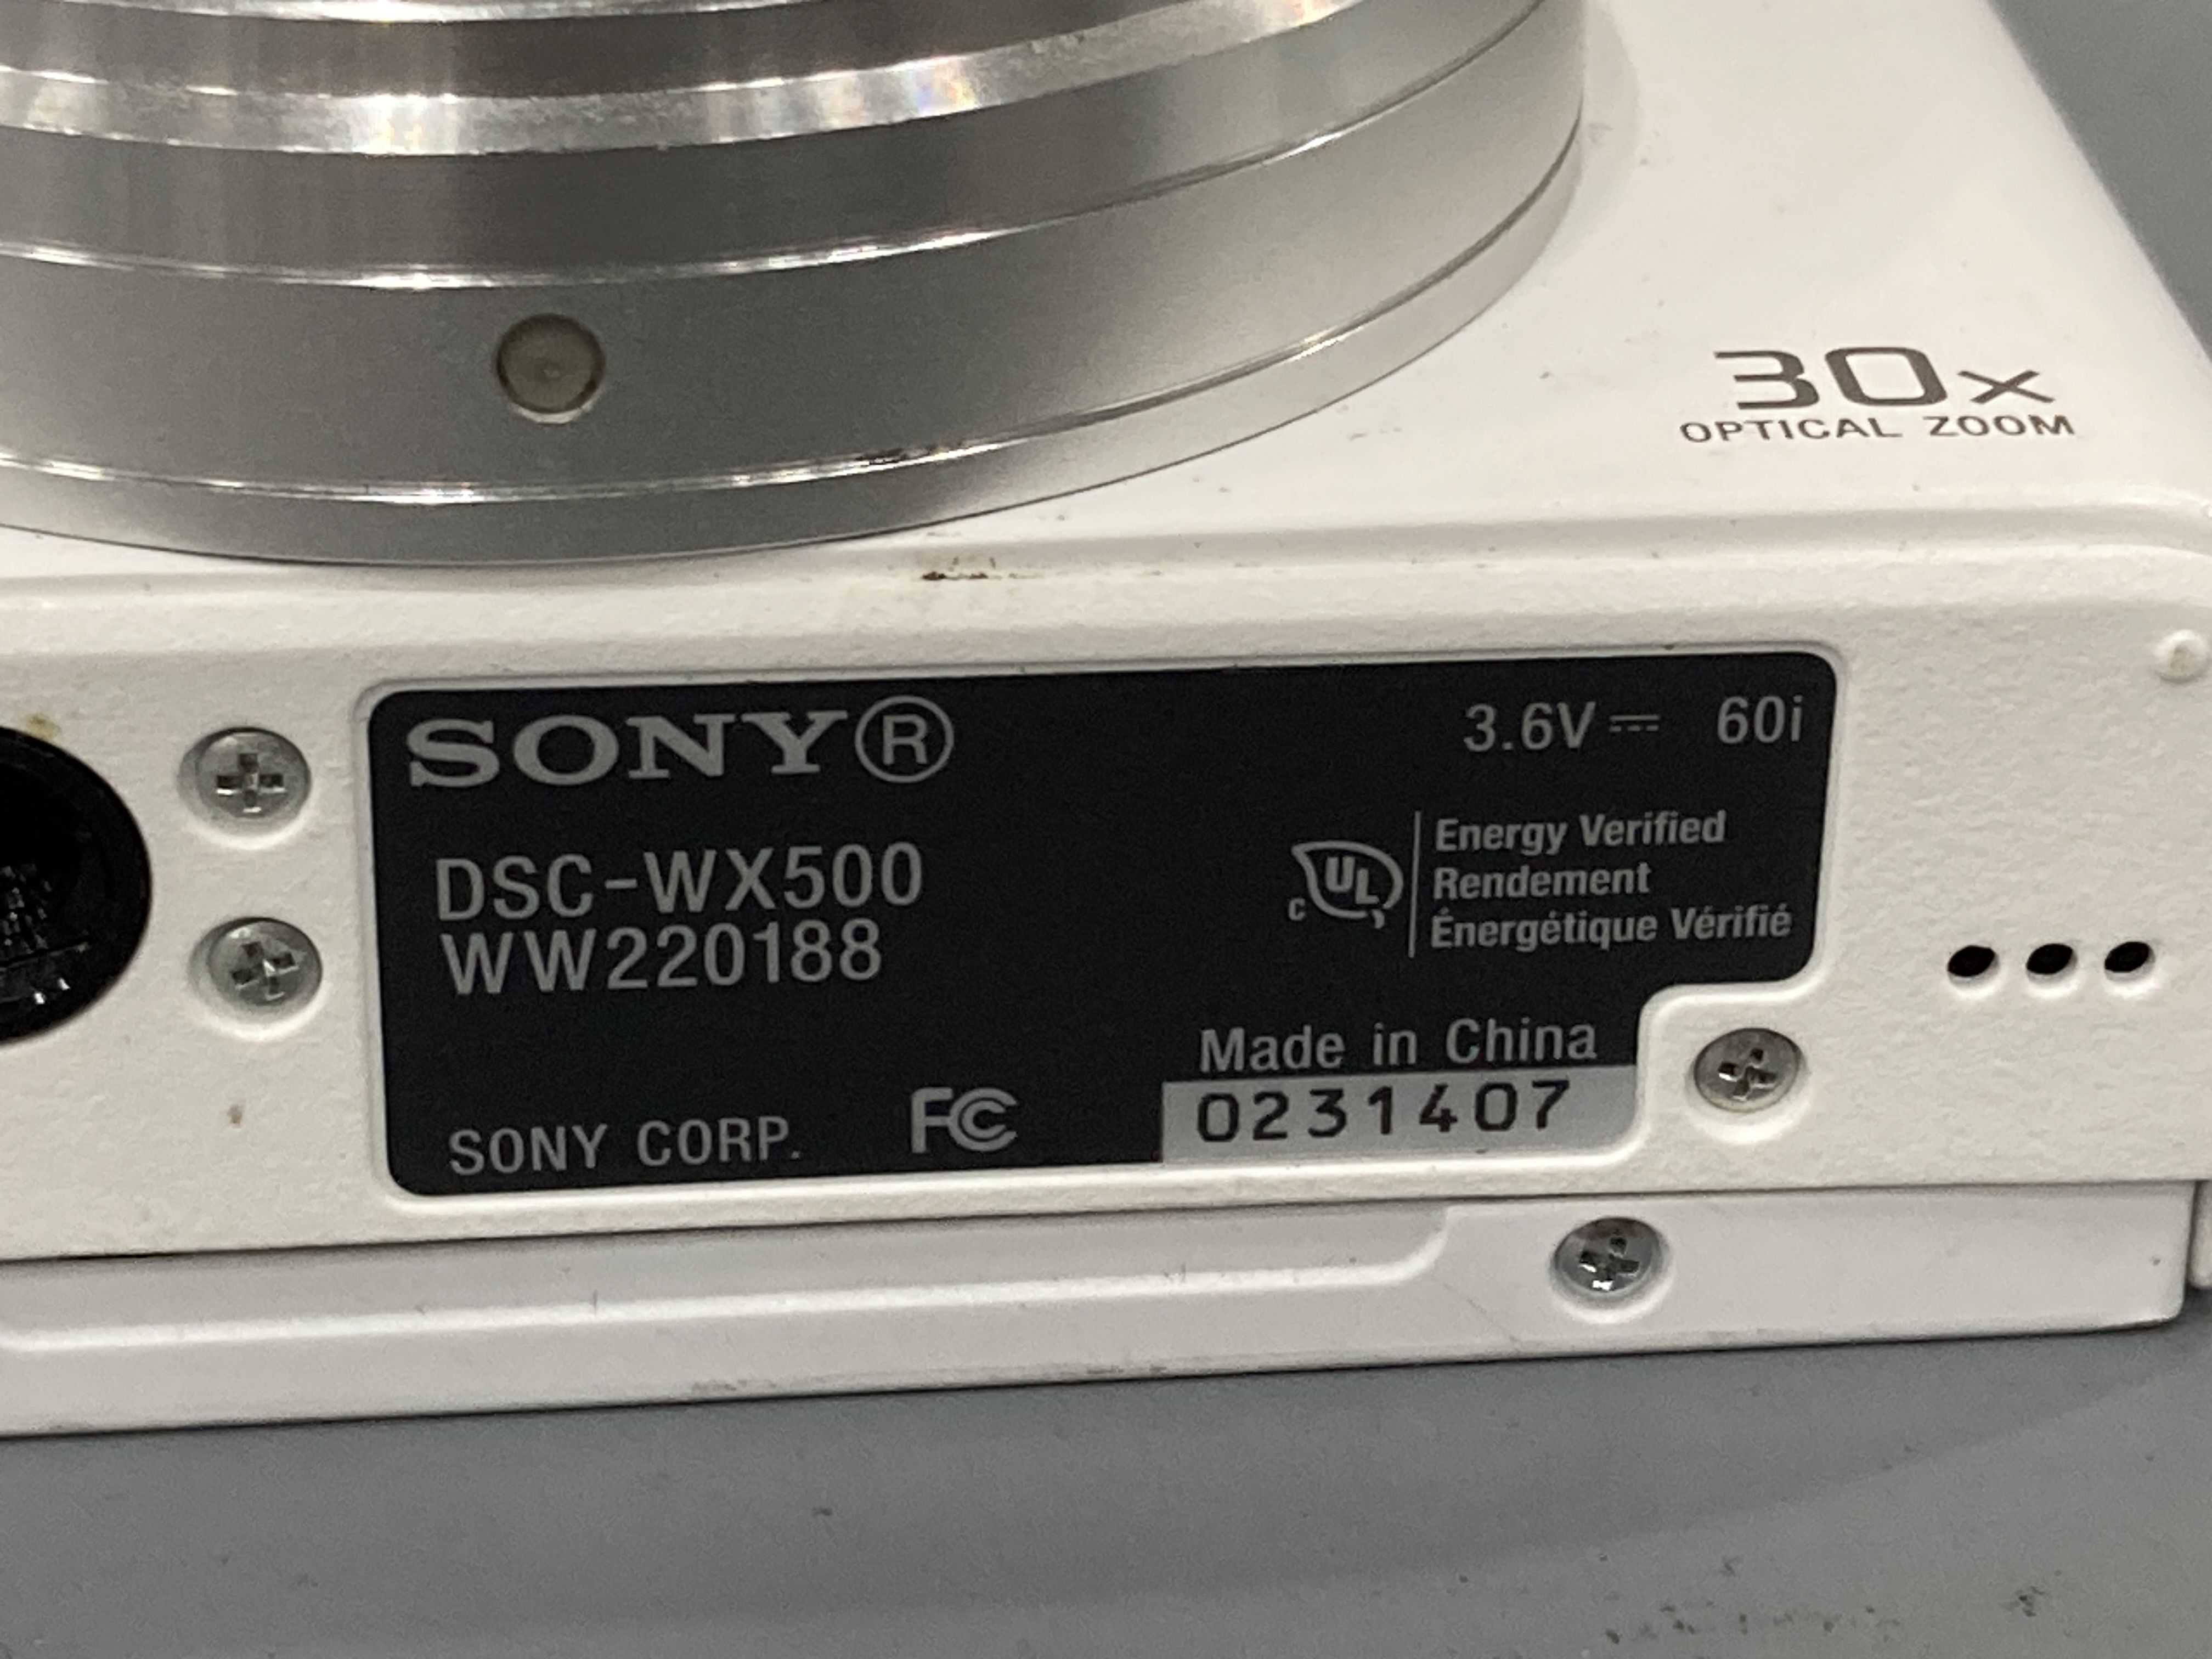 30x
OPTICAL ZOOM
SONY®
3.6V⎓ 60i
DSC-WX500
WW220188
c UL
Energy Verified
Rendement
Énergétique Vérifié
Made in China
0231407
SONY CORP. FC